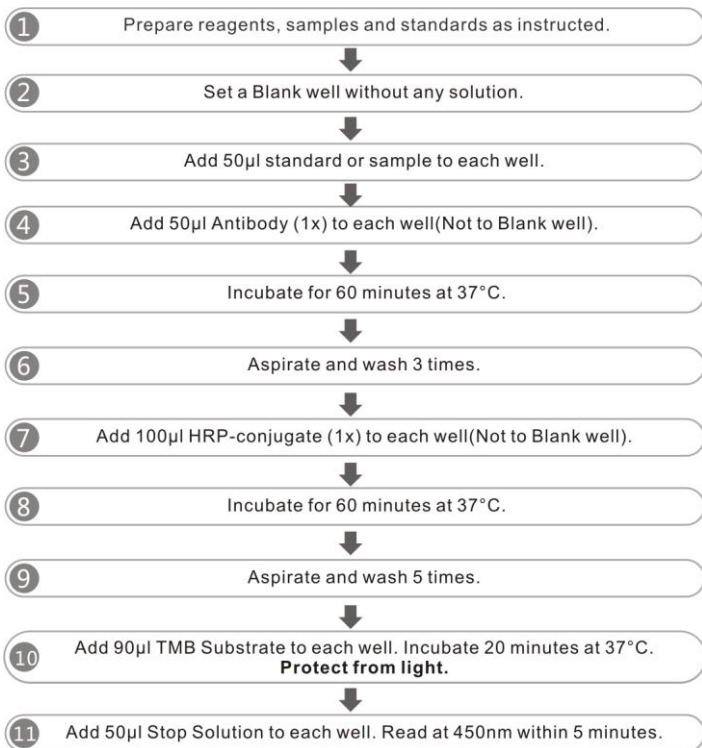 1 Prepare reagents, samples and standards as instructed.
2 Set a Blank well without any solution.
3 Add 50µl standard or sample to each well.
4 Add 50µl Antibody (1x) to each well(Not to Blank well).
5 Incubate for 60 minutes at 37°C.
6 Aspirate and wash 3 times.
7 Add 100µl HRP-conjugate (1x) to each well(Not to Blank well).
8 Incubate for 60 minutes at 37°C.
9 Aspirate and wash 5 times.
10 Add 90µl TMB Substrate to each well. Incubate 20 minutes at 37°C.
Protect from light.
11 Add 50µl Stop Solution to each well. Read at 450nm within 5 minutes.